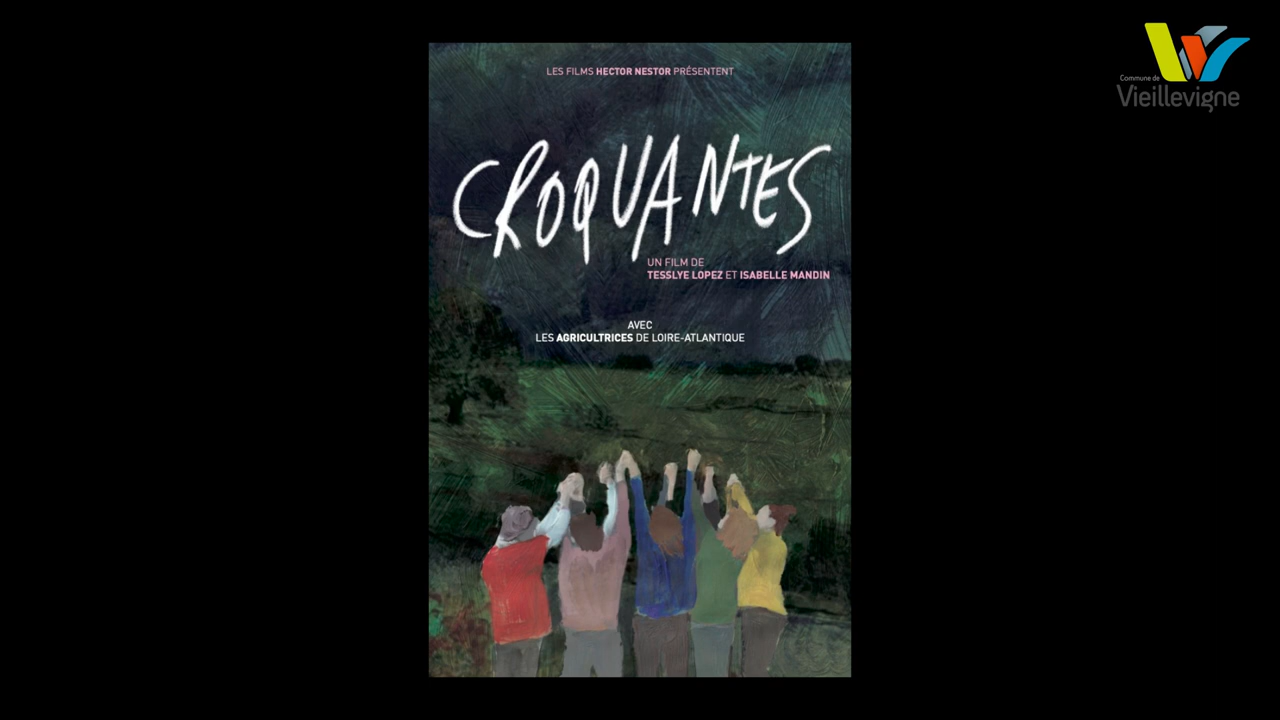 LES FILMS HECTOR NESTOR PRÉSENTENT
CROQUANTES
UN FILM DE
TESSLYE LOPEZ ET ISABELLE MANDIN
AVEC
LES AGRICULTRICES DE LOIRE-ATLANTIQUE
Commune de
Vieillevigne